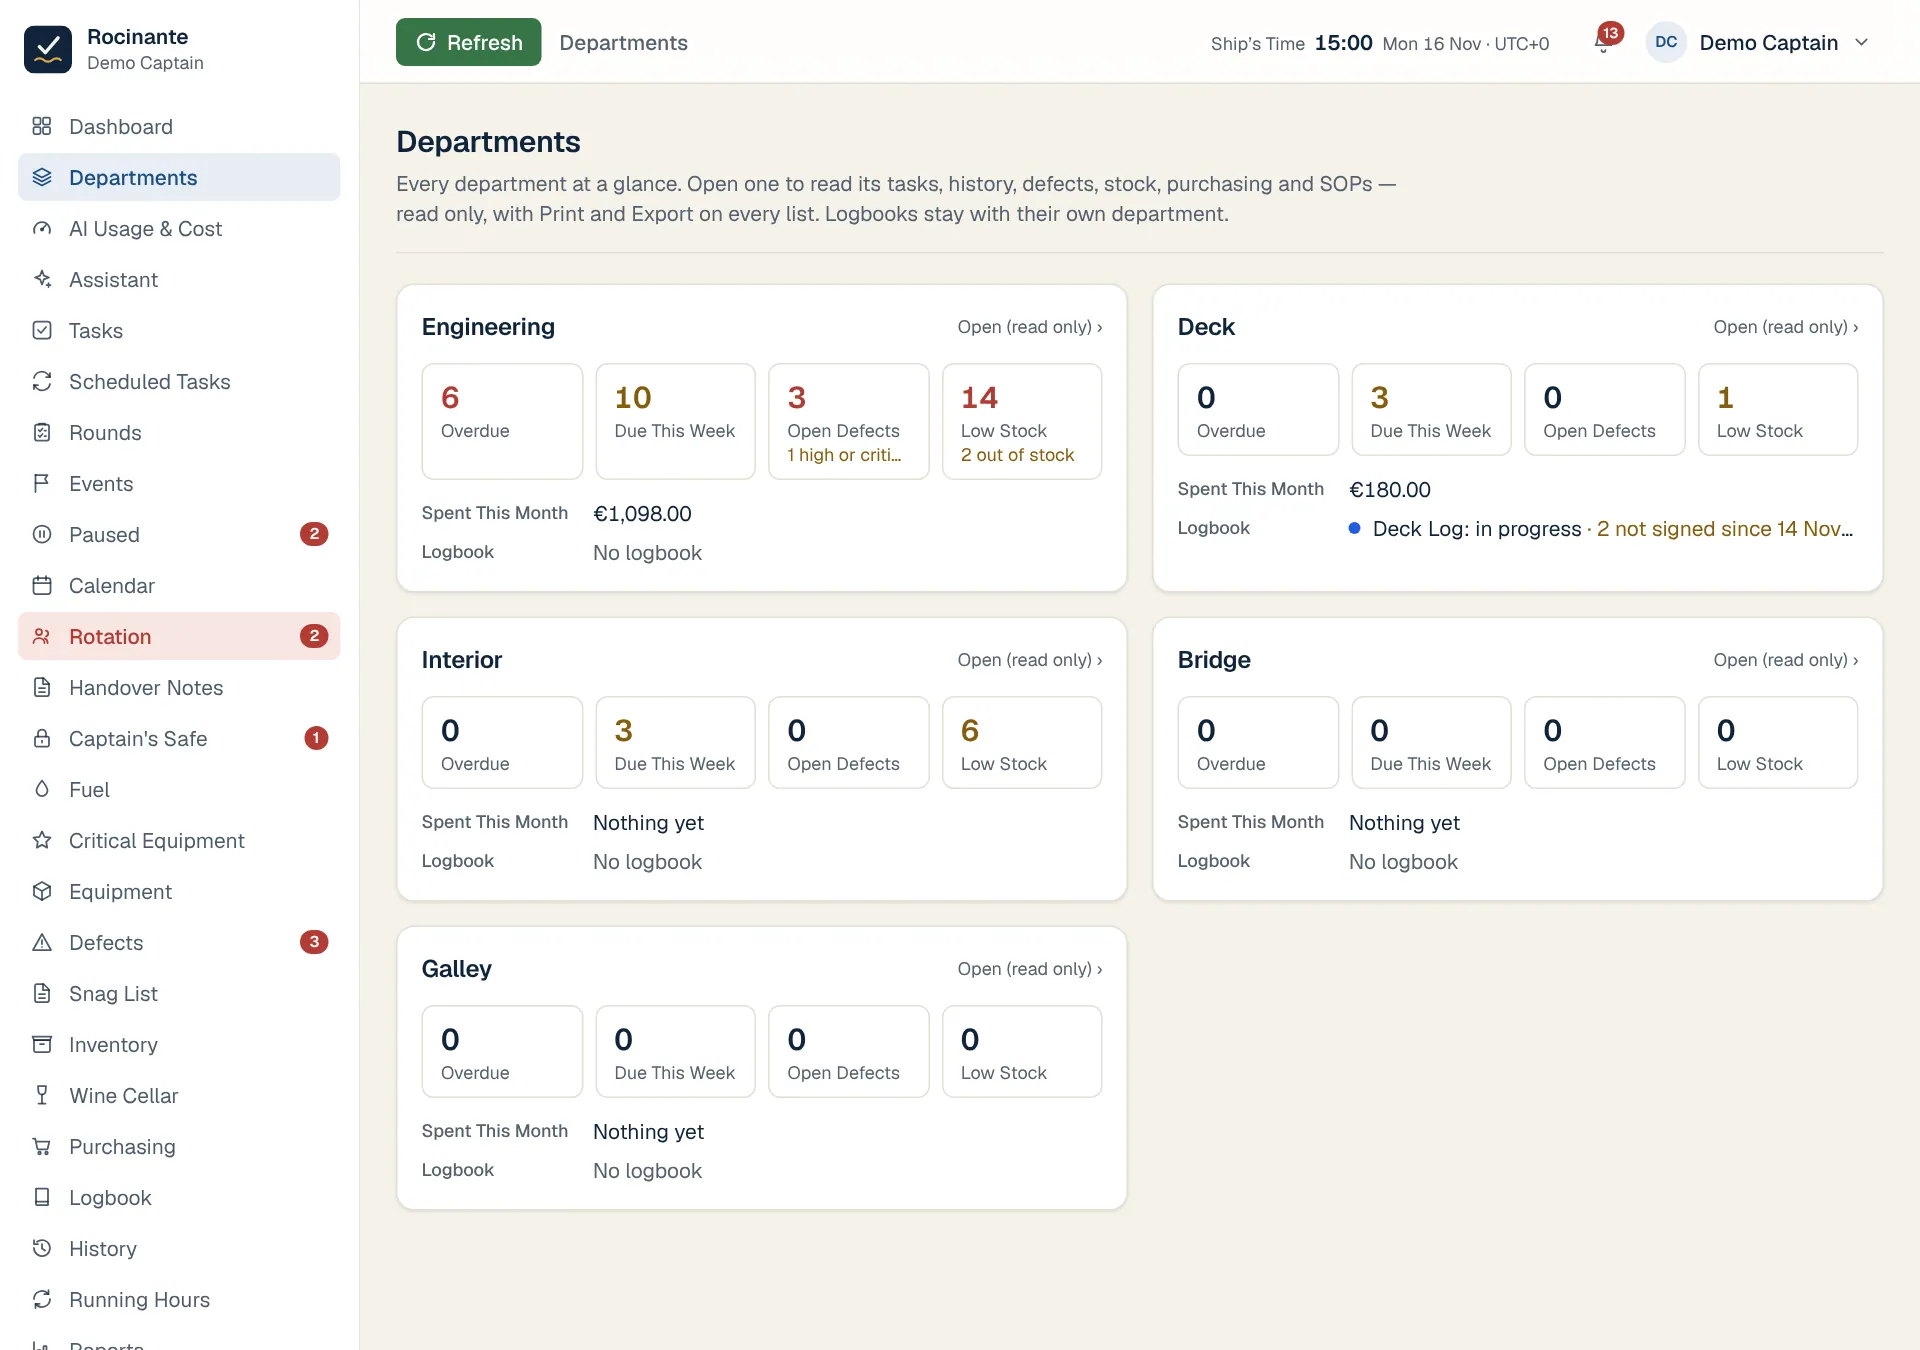 Rocinante
Demo Captain
Dashboard
Departments
AI Usage & Cost
Assistant
Tasks
Scheduled Tasks
Rounds
Events
Paused 2
Calendar
Rotation 2
Handover Notes
Captain's Safe 1
Fuel
Critical Equipment
Equipment
Defects 3
Snag List
Inventory
Wine Cellar
Purchasing
Logbook
History
Running Hours
Reports
Refresh Departments
Ship's Time 15:00 Mon 16 Nov · UTC+0
13
DC Demo Captain
Departments
Every department at a glance. Open one to read its tasks, history, defects, stock, purchasing and SOPs —
read only, with Print and Export on every list. Logbooks stay with their own department.
Engineering Open (read only) ›
6 10 3 14
Overdue Due This Week Open Defects Low Stock
1 high or criti... 2 out of stock
Spent This Month €1,098.00
Logbook No logbook
Deck Open (read only) ›
0 3 0 1
Overdue Due This Week Open Defects Low Stock
Spent This Month €180.00
Logbook Deck Log: in progress · 2 not signed since 14 Nov...
Interior Open (read only) ›
0 3 0 6
Overdue Due This Week Open Defects Low Stock
Spent This Month Nothing yet
Logbook No logbook
Bridge Open (read only) ›
0 0 0 0
Overdue Due This Week Open Defects Low Stock
Spent This Month Nothing yet
Logbook No logbook
Galley Open (read only) ›
0 0 0 0
Overdue Due This Week Open Defects Low Stock
Spent This Month Nothing yet
Logbook No logbook